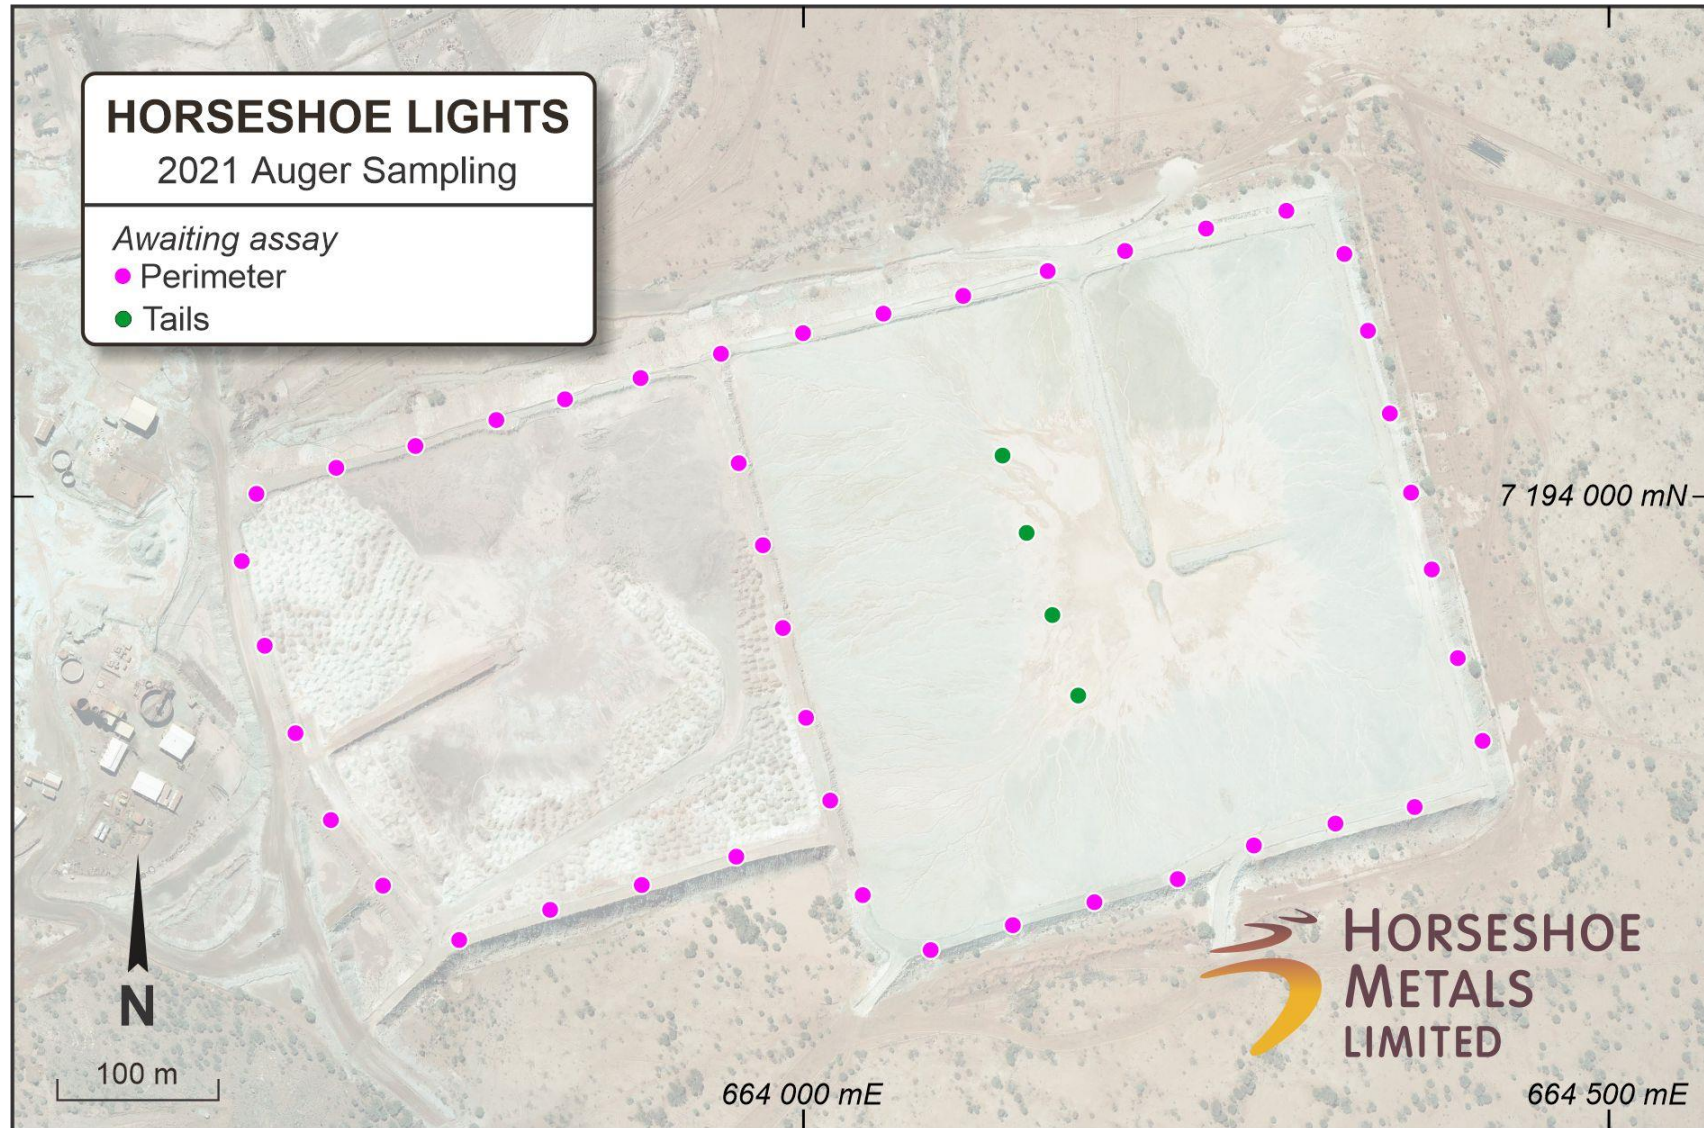 HORSESHOE LIGHTS
2021 Auger Sampling
Awaiting assay
Perimeter
Tails
7 194 000 mN
N
100 m
664 000 mE
664 500 mE
HORSESHOE
METALS
LIMITED